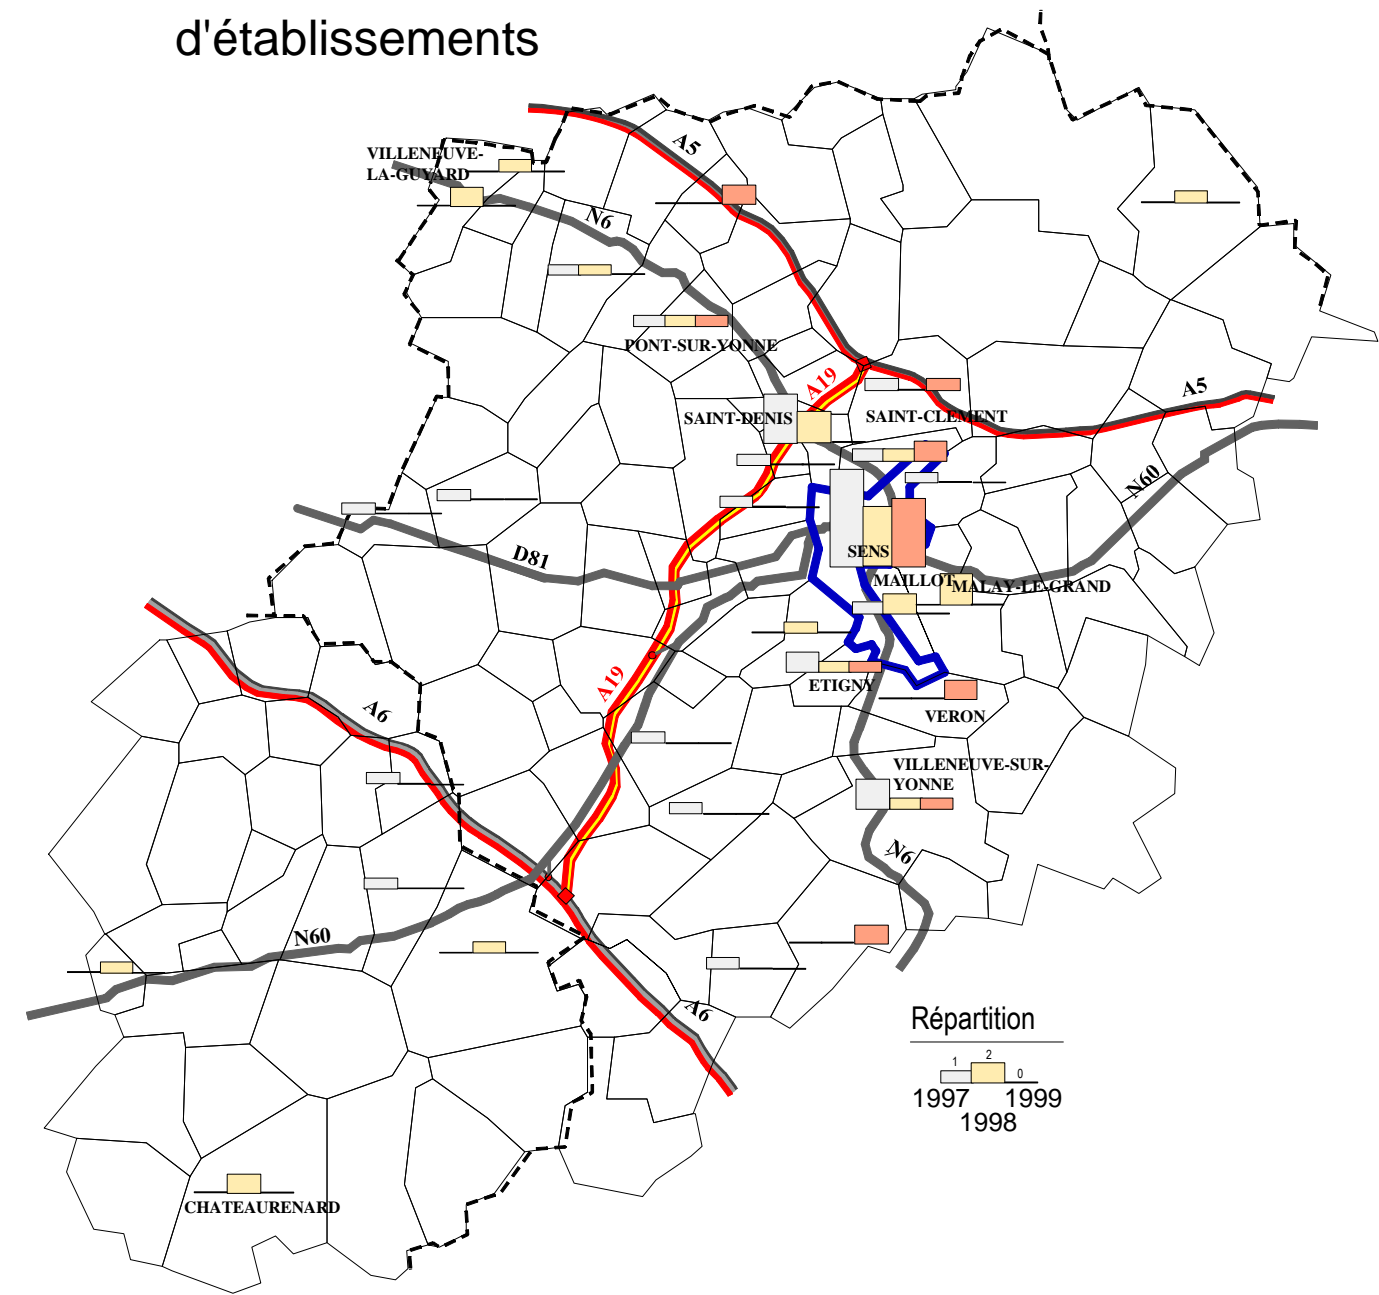 d'établissements
A5
VILLENEUVE-
LA-GUYARD
N6
PONT-SUR-YONNE
A19
A5
SAINT-DENIS
SAINT-CLEMENT
N60
D81
SENS
MAILLOT
MALAY-LE-GRAND
A19
ETIGNY
A6
VERON
VILLENEUVE-SUR-
YONNE
N6
N60
A6
Répartition
1
2
0
1997
1999
1998
CHATEAURENARD